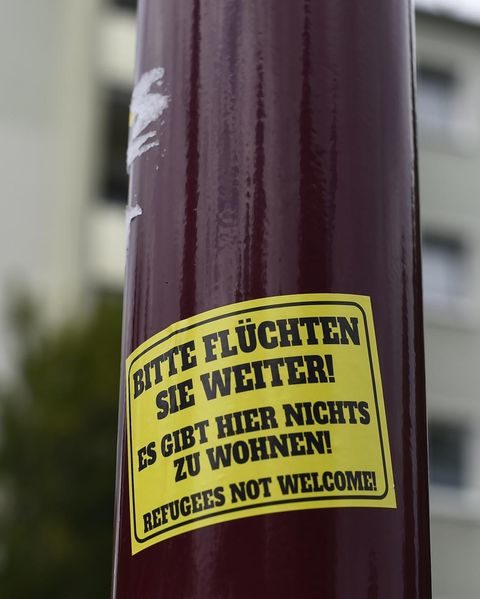 BITTE FLÜCHTEN
SIE WEITER!
ES GIBT HIER NICHTS
ZU WOHNEN!
REFUGEES NOT WELCOME!